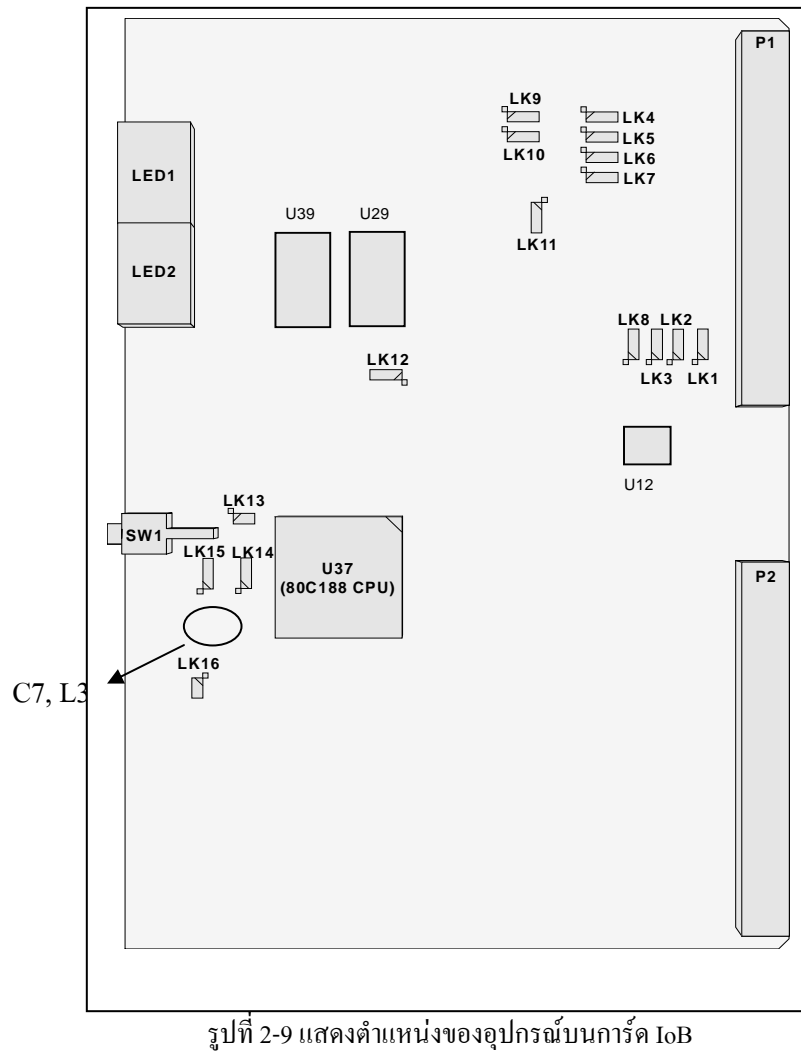 P1
LK9
LK4
LK5
LK10
LK6
LK7
LED1
U39
U29
LK11
LED2
LK8
LK2
LK12
LK3
LK1
U12
LK13
SW1
LK15
LK14
U37
(80C188 CPU)
P2
LK16
C7, L3
รูปที่ 2-9 แสดงตำแหน่งของอุปกรณ์บนการ์ด IoB